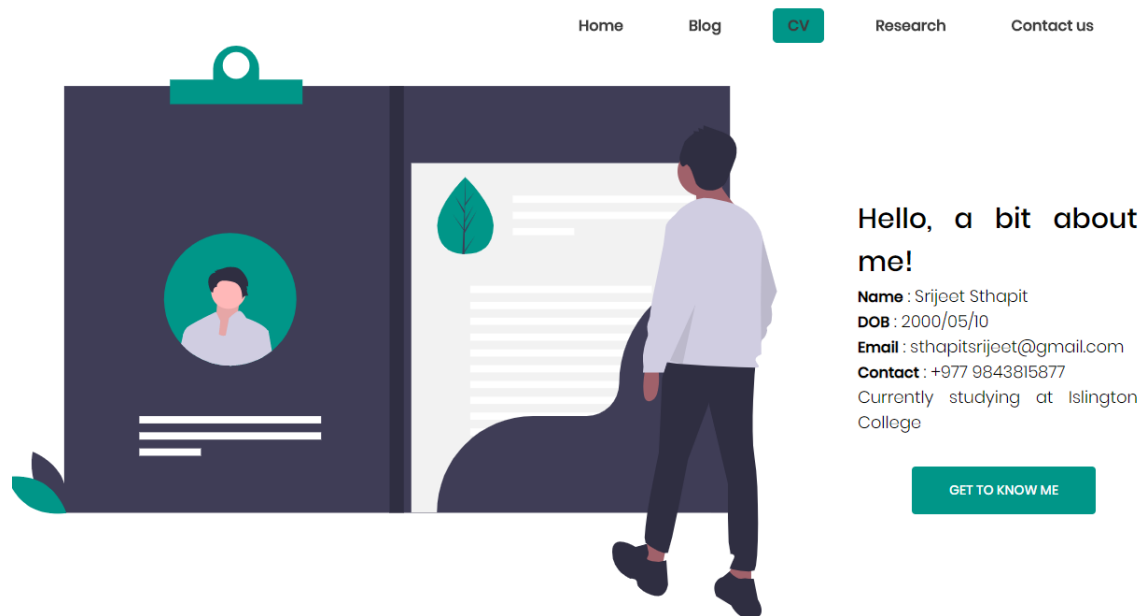 Home Blog CV Research Contact us
Hello, a bit about
me!
Name : Srijeet Sthapit
DOB : 2000/05/10
Email : sthapitsrijeet@gmail.com
Contact : +977 9843815877
Currently studying at Islington
College
GET TO KNOW ME